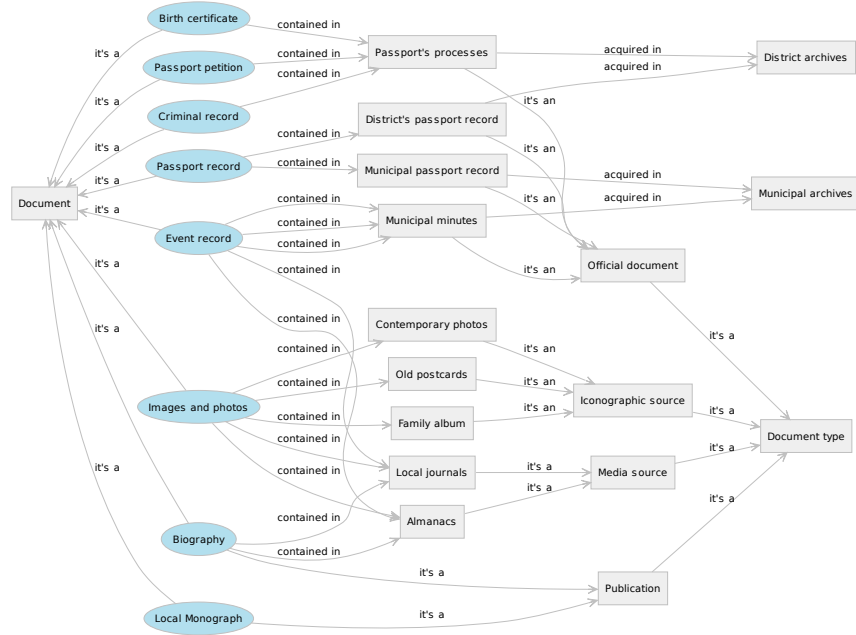 Birth certificate
contained in
it's a
Passport's processes
acquired in
District archives
Passport petition
contained in
acquired in
contained in
it's a
it's an
Criminal record
District's passport record
contained in
it's a
it's an
Passport record
contained in
Municipal passport record
acquired in
it's a
it's an
Municipal archives
Document
acquired in
it's a
contained in
Municipal minutes
contained in
Event record
contained in
it's a
contained in
it's an
Official document
contained in
Contemporary photos
it's a
it's a
contained in
it's an
Old postcards
contained in
it's an
Iconographic source
Images and photos
it's an
it's a
contained in
Family album
Document type
contained in
it's a
it's a
contained in
Local journals
it's a
Media source
it's a
it's a
contained in
Almanacs
Biography
contained in
it's a
Publication
Local Monograph
it's a